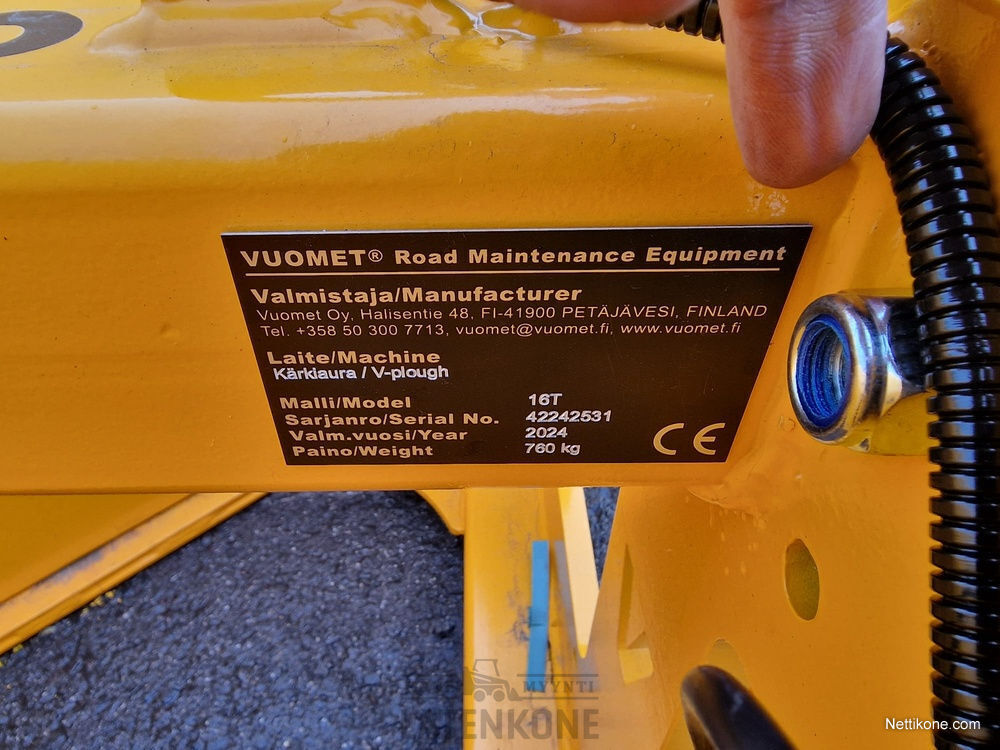 VUOMET® Road Maintenance Equipment
Valmistaja/Manufacturer
Vuomet Oy, Halisentie 48, FI-41900 PETÄJÄVESI, FINLAND
Tel. +358 50 300 7713, vuomet@vuomet.fi, www.vuomet.fi
Laite/Machine
Kärkiaura / V-plough
Malli/Model 16T
Sarjanro/Serial No. 42242531
Valm.vuosi/Year 2024
Paino/Weight 760 kg
CE
MYYNTI
TENKONE
Nettikone.com